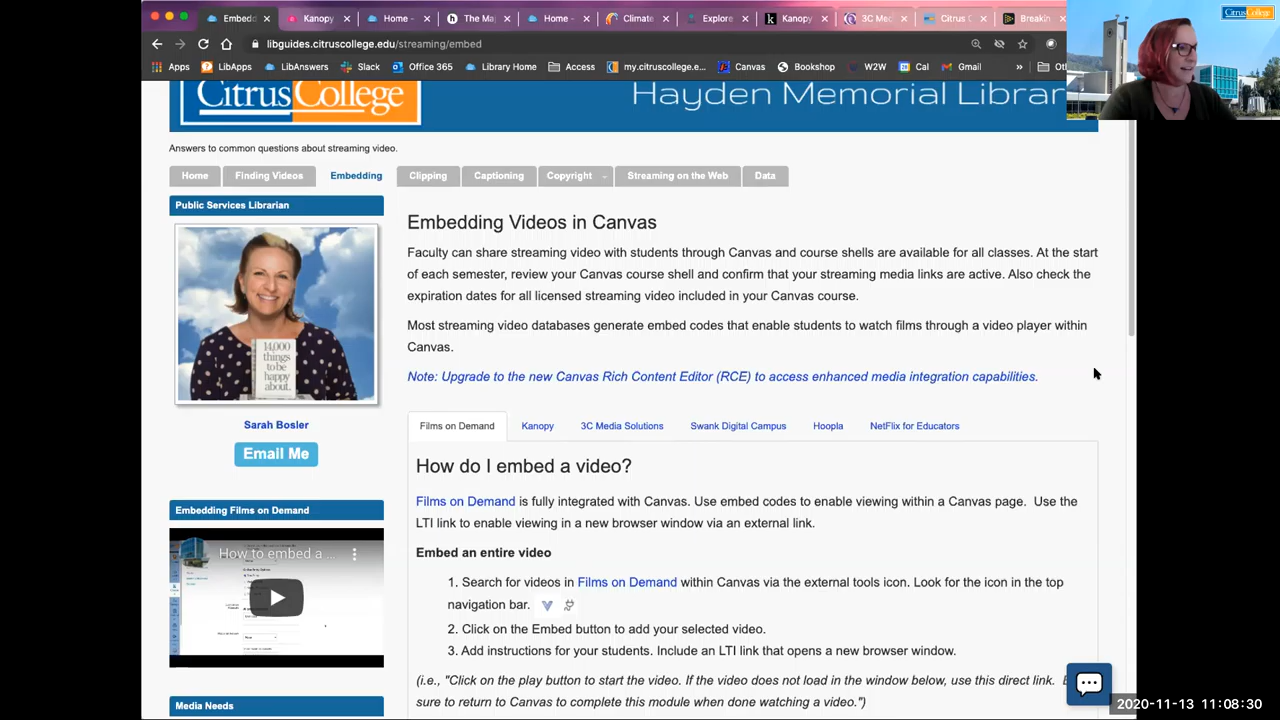 Embedd
Kanopy
Home -
The Ma
Linking
Climate
Explore
Kanopy
3C Med
Citrus C
Breakin
CitrusCollege
libguides.citruscollege.edu/streaming/embed
Apps
LibApps
LibAnswers
Slack
Office 365
Library Home
Access
my.citruscollege.e...
Canvas
Bookshop
W2W
Cal
Gmail
»
CitrusCollege
Hayden Memorial Librar
Answers to common questions about streaming video.
Home
Finding Videos
Embedding
Clipping
Captioning
Copyright
Streaming on the Web
Data
Public Services Librarian
14,000
things to
be happy
about.
Sarah Bosler
Email Me
Embedding Films on Demand
How to embed a ...
Media Needs
Embedding Videos in Canvas
Faculty can share streaming video with students through Canvas and course shells are available for all classes. At the start
of each semester, review your Canvas course shell and confirm that your streaming media links are active. Also check the
expiration dates for all licensed streaming video included in your Canvas course.
Most streaming video databases generate embed codes that enable students to watch films through a video player within
Canvas.
Note: Upgrade to the new Canvas Rich Content Editor (RCE) to access enhanced media integration capabilities.
Films on Demand
Kanopy
3C Media Solutions
Swank Digital Campus
Hoopla
NetFlix for Educators
How do I embed a video?
Films on Demand is fully integrated with Canvas. Use embed codes to enable viewing within a Canvas page. Use the
LTI link to enable viewing in a new browser window via an external link.
Embed an entire video
1. Search for videos in Films on Demand within Canvas via the external tools icon. Look for the icon in the top
navigation bar.
2. Click on the Embed button to add your selected video.
3. Add instructions for your students. Include an LTI link that opens a new browser window.
(i.e., "Click on the play button to start the video. If the video does not load in the window below, use this direct link.
sure to return to Canvas to complete this module when done watching a video.")
2020-11-13 11:08:30